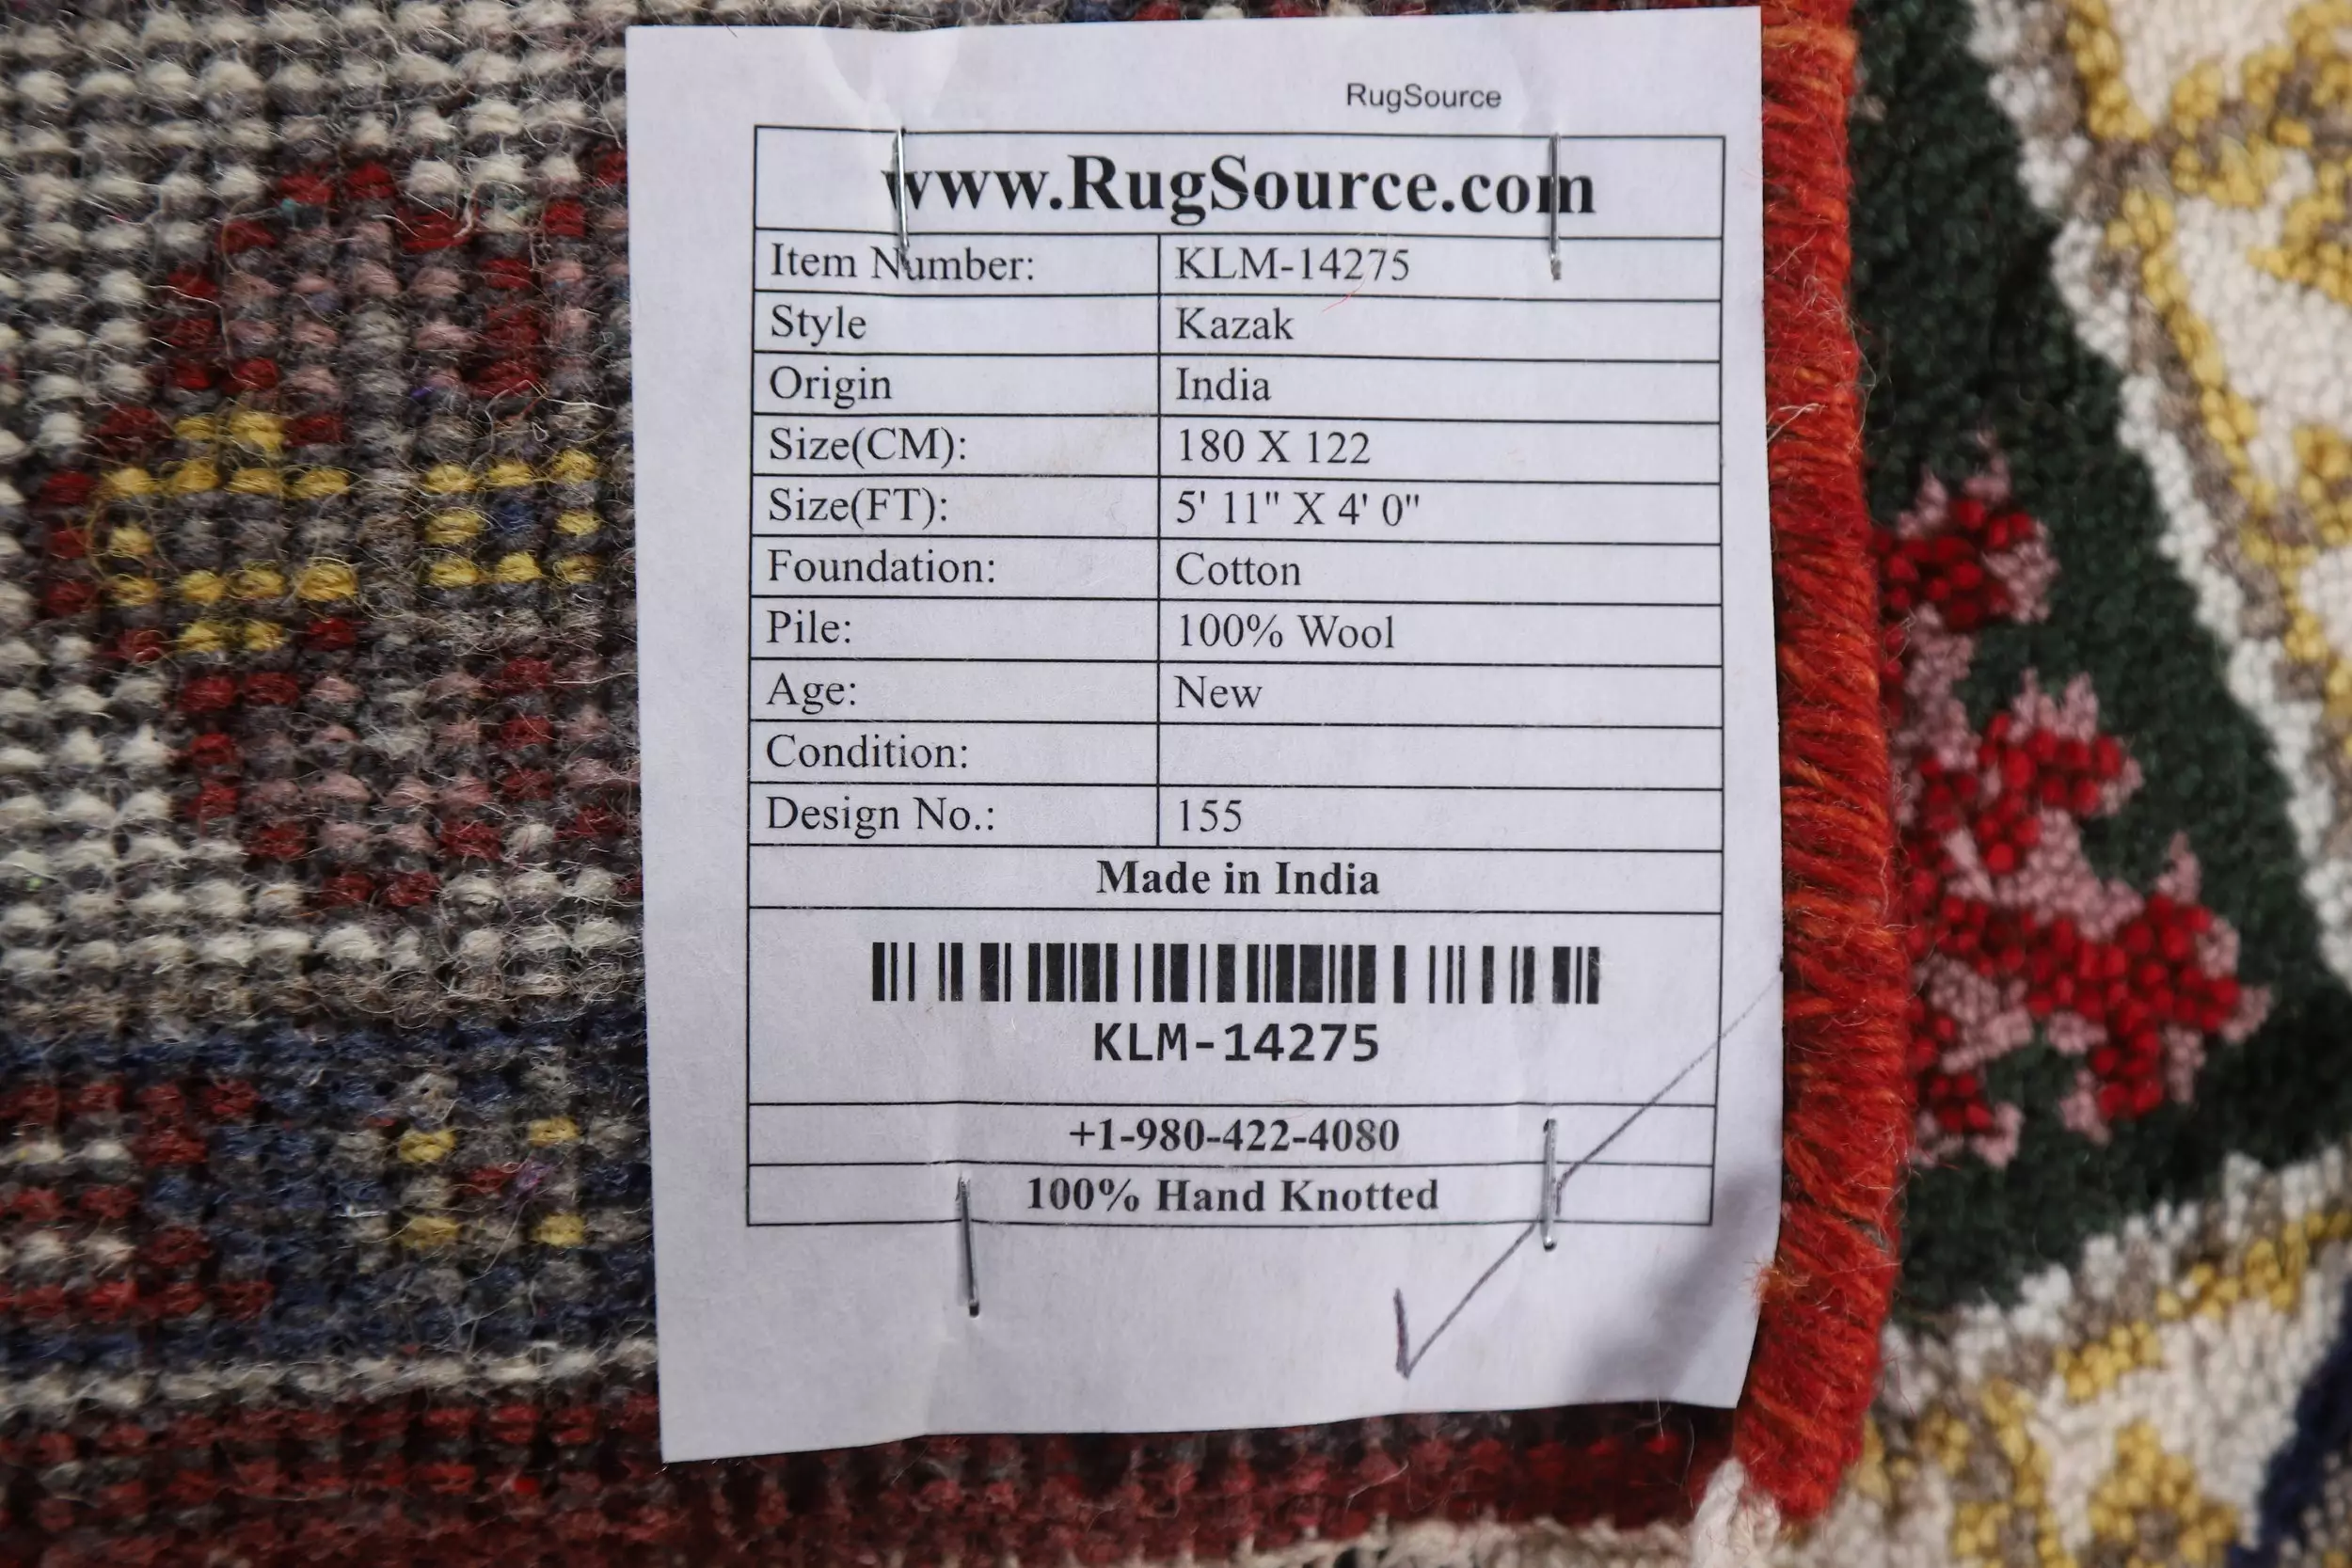 RugSource
www.RugSource.com
Item Number: KLM-14275
Style Kazak
Origin India
Size(CM): 180 X 122
Size(FT): 5' 11" X 4' 0"
Foundation: Cotton
Pile: 100% Wool
Age: New
Condition:
Design No.: 155
Made in India
KLM-14275
+1-980-422-4080
100% Hand Knotted